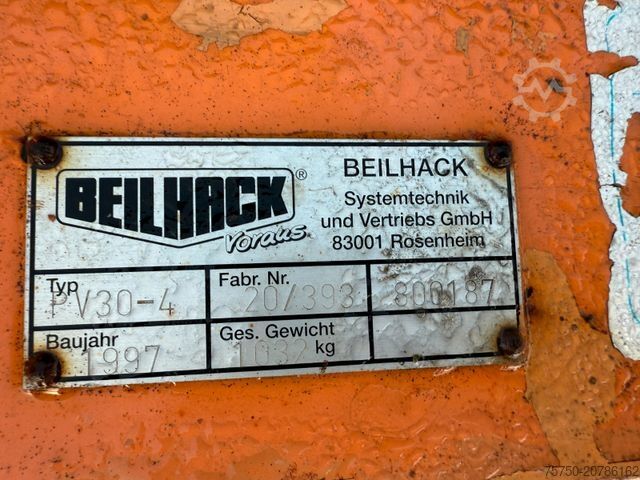 BEILHACK®
Voraus
BEILHACK
Systemtechnik
und Vertriebs GmbH
83001 Rosenheim
Typ
PV30-4
Fabr. Nr.
20/393 800187
Baujahr
1997
Ges. Gewicht
1032 kg
75750-20786162